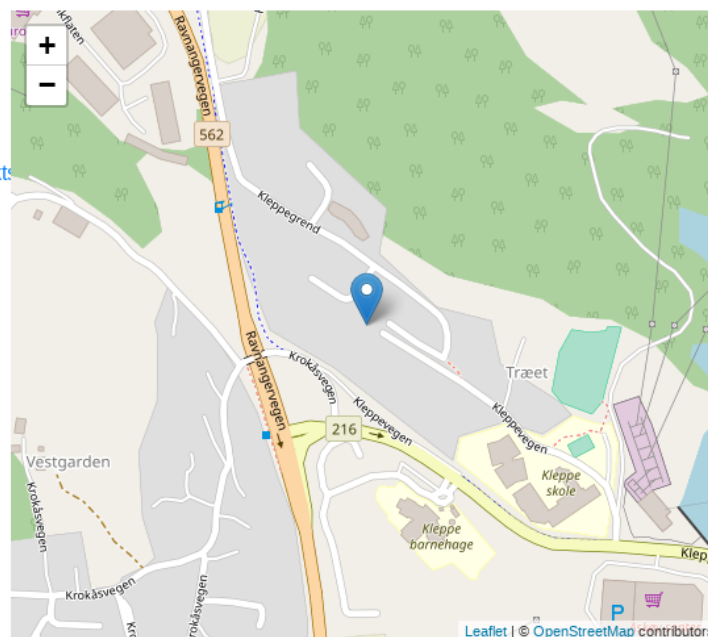 +
−
Ravnangervegen
562
Kleppegrend
Ravnangervegen
Krokåsvegen
Træet
Kleppevegen
Kleppevegen
216
Vestgarden
Kleppe
skole
Krokåsvegen
Kleppe
barnehage
Krokåsvegen
P
Krokåsvegen
Leaflet | © OpenStreetMap contributors